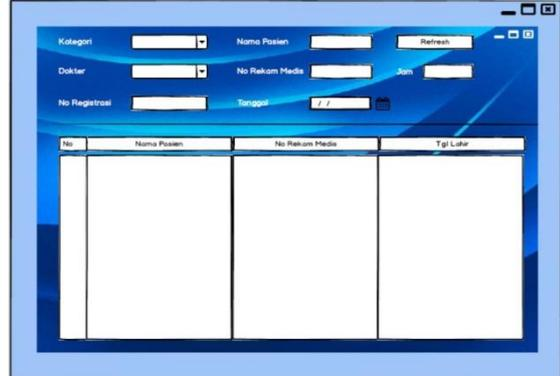 Kategori Nama Pasien Refresh
Dokter No Rekam Medis Jam
No Registrasi Tanggal / /
No Nama Pasien No Rekam Medis Tgl Lahir